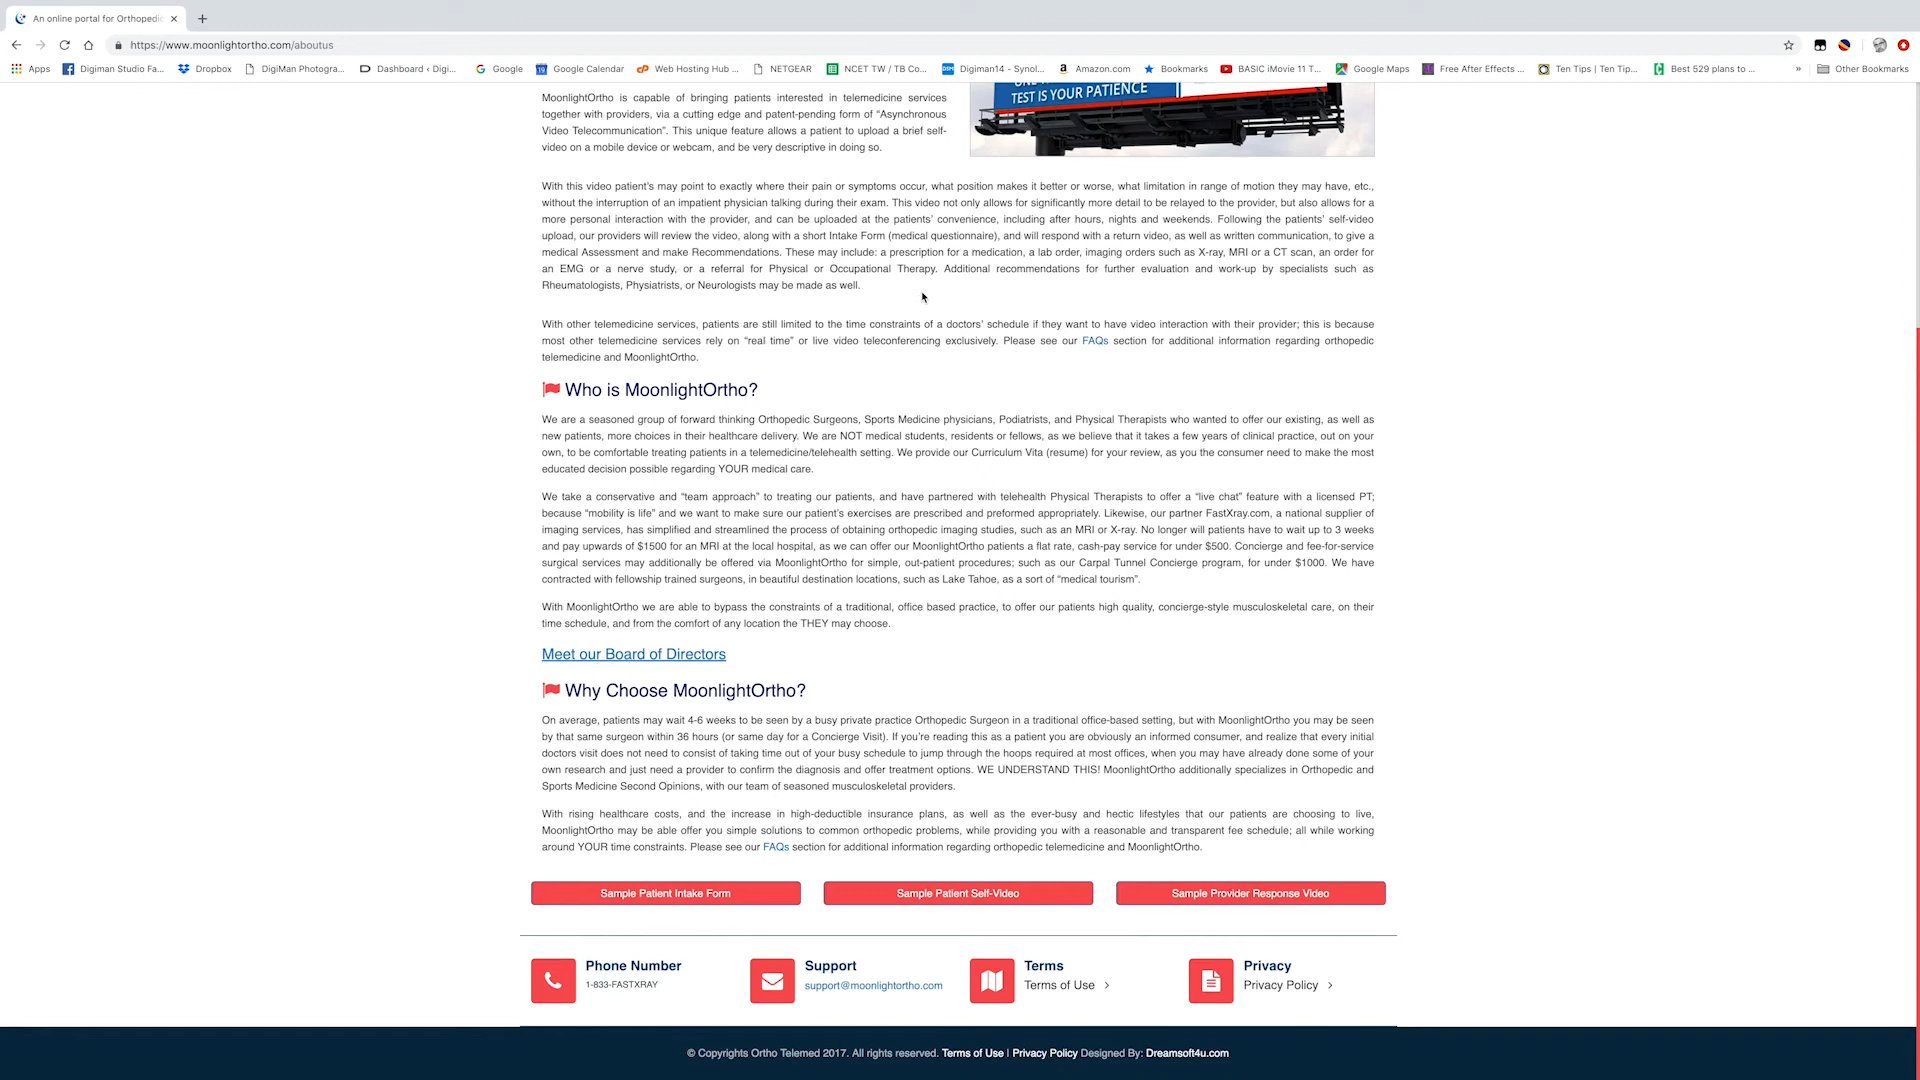 An online portal for Orthopedic
https://www.moonlightortho.com/aboutus
Apps
Digiman Studio Fa...
Dropbox
DigiMan Photogra...
Dashboard ‹ Digi...
Google
Google Calendar
Web Hosting Hub ...
NETGEAR
NCET TW / TB Co...
Digiman14 - Synol...
Amazon.com
Bookmarks
BASIC iMovie 11 T...
Google Maps
Free After Effects ...
Ten Tips | Ten Tip...
Best 529 plans to ...
»
Other Bookmarks
TEST IS YOUR PATIENCE
MoonlightOrtho is capable of bringing patients interested in telemedicine services
together with providers, via a cutting edge and patent-pending form of “Asynchronous
Video Telecommunication”. This unique feature allows a patient to upload a brief self-
video on a mobile device or webcam, and be very descriptive in doing so.
With this video patient’s may point to exactly where their pain or symptoms occur, what position makes it better or worse, what limitation in range of motion they may have, etc.,
without the interruption of an impatient physician talking during their exam. This video not only allows for significantly more detail to be relayed to the provider, but also allows for a
more personal interaction with the provider, and can be uploaded at the patients’ convenience, including after hours, nights and weekends. Following the patients’ self-video
upload, our providers will review the video, along with a short Intake Form (medical questionnaire), and will respond with a return video, as well as written communication, to give a
medical Assessment and make Recommendations. These may include: a prescription for a medication, a lab order, imaging orders such as X-ray, MRI or a CT scan, an order for
an EMG or a nerve study, or a referral for Physical or Occupational Therapy. Additional recommendations for further evaluation and work-up by specialists such as
Rheumatologists, Physiatrists, or Neurologists may be made as well.
With other telemedicine services, patients are still limited to the time constraints of a doctors’ schedule if they want to have video interaction with their provider; this is because
most other telemedicine services rely on “real time” or live video teleconferencing exclusively. Please see our FAQs section for additional information regarding orthopedic
telemedicine and MoonlightOrtho.
Who is MoonlightOrtho?
We are a seasoned group of forward thinking Orthopedic Surgeons, Sports Medicine physicians, Podiatrists, and Physical Therapists who wanted to offer our existing, as well as
new patients, more choices in their healthcare delivery. We are NOT medical students, residents or fellows, as we believe that it takes a few years of clinical practice, out on your
own, to be comfortable treating patients in a telemedicine/telehealth setting. We provide our Curriculum Vita (resume) for your review, as you the consumer need to make the most
educated decision possible regarding YOUR medical care.
We take a conservative and “team approach” to treating our patients, and have partnered with telehealth Physical Therapists to offer a “live chat” feature with a licensed PT;
because “mobility is life” and we want to make sure our patient’s exercises are prescribed and preformed appropriately. Likewise, our partner FastXray.com, a national supplier of
imaging services, has simplified and streamlined the process of obtaining orthopedic imaging studies, such as an MRI or X-ray. No longer will patients have to wait up to 3 weeks
and pay upwards of $1500 for an MRI at the local hospital, as we can offer our MoonlightOrtho patients a flat rate, cash-pay service for under $500. Concierge and fee-for-service
surgical services may additionally be offered via MoonlightOrtho for simple, out-patient procedures; such as our Carpal Tunnel Concierge program, for under $1000. We have
contracted with fellowship trained surgeons, in beautiful destination locations, such as Lake Tahoe, as a sort of “medical tourism”.
With MoonlightOrtho we are able to bypass the constraints of a traditional, office based practice, to offer our patients high quality, concierge-style musculoskeletal care, on their
time schedule, and from the comfort of any location the THEY may choose.
Meet our Board of Directors
Why Choose MoonlightOrtho?
On average, patients may wait 4-6 weeks to be seen by a busy private practice Orthopedic Surgeon in a traditional office-based setting, but with MoonlightOrtho you may be seen
by that same surgeon within 36 hours (or same day for a Concierge Visit). If you’re reading this as a patient you are obviously an informed consumer, and realize that every initial
doctors visit does not need to consist of taking time out of your busy schedule to jump through the hoops required at most offices, when you may have already done some of your
own research and just need a provider to confirm the diagnosis and offer treatment options. WE UNDERSTAND THIS! MoonlightOrtho additionally specializes in Orthopedic and
Sports Medicine Second Opinions, with our team of seasoned musculoskeletal providers.
With rising healthcare costs, and the increase in high-deductible insurance plans, as well as the ever-busy and hectic lifestyles that our patients are choosing to live,
MoonlightOrtho may be able offer you simple solutions to common orthopedic problems, while providing you with a reasonable and transparent fee schedule; all while working
around YOUR time constraints. Please see our FAQs section for additional information regarding orthopedic telemedicine and MoonlightOrtho.
Sample Patient Intake Form
Sample Patient Self-Video
Sample Provider Response Video
Phone Number
1-833-FASTXRAY
Support
support@moonlightortho.com
Terms
Terms of Use
Privacy
Privacy Policy
© Copyrights Ortho Telemed 2017. All rights reserved. Terms of Use | Privacy Policy Designed By: Dreamsoft4u.com